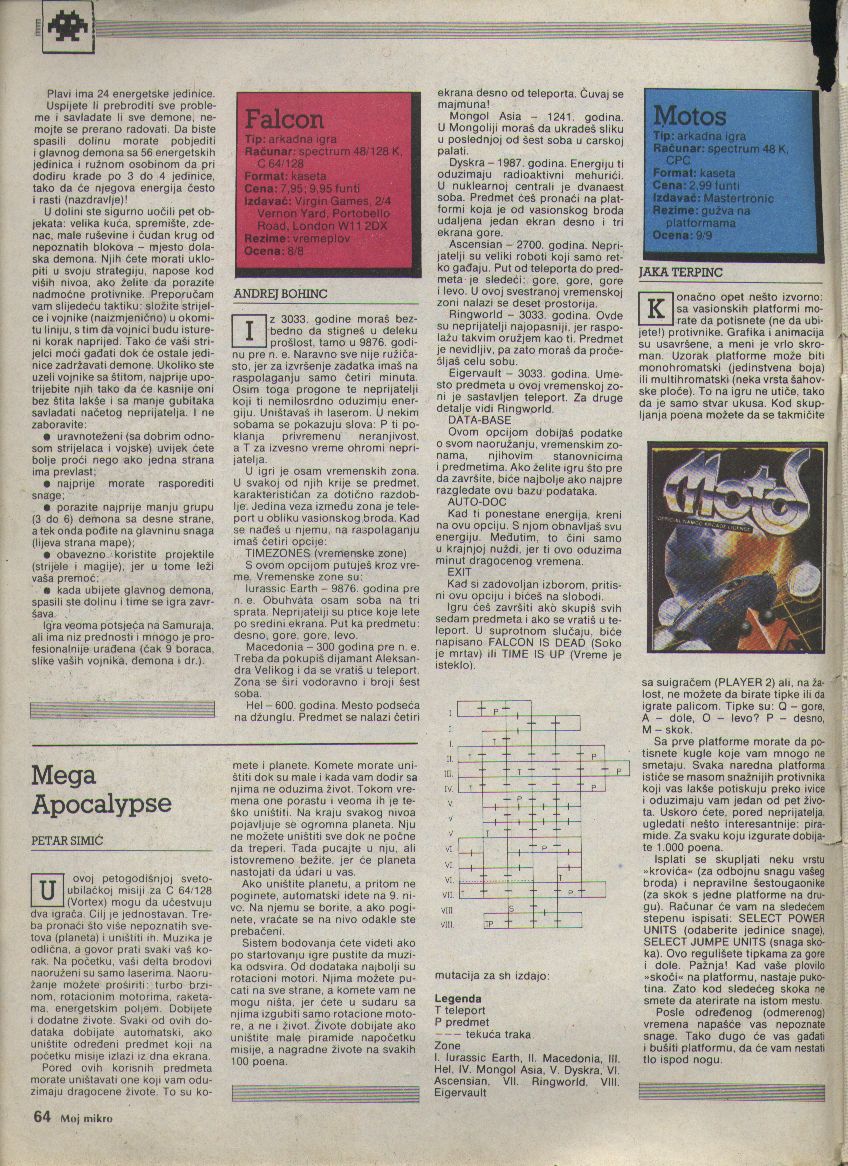 Plavi ima 24 energetske jedinice.
Uspijete li prebroditi sve proble-
me i savladate li sve demone, ne-
mojte se prerano radovati. Da biste
spasili dolinu morate pobjediti
i glavnog demona sa 56 energetskih
jedinica i ružnom osobinom da pri
dodiru krade po 3 do 4 jedinice,
tako da će njegova energija često
i rasti (nazdravlje)!
U dolini ste sigurno uočili pet ob-
jekata: velika kuća, spremište, zde-
nac, male ruševine i čudan krug od
nepoznatih blokova – mjesto dola-
ska demona. Njih ćete morati uklo-
piti u svoju strategiju, napose kod
viših nivoa, ako želite da porazite
nadmoćne protivnike. Preporučam
vam slijedeću taktiku: složite strijel-
ce i vojnike (naizmjenično) u okomi-
tu liniju, s tim da vojnici budu isture-
ni korak naprijed. Tako će vaši stri-
jelci moći gađati dok će ostale jedi-
nice zadržavati demone. Ukoliko ste
uzeli vojnike sa štitom, najprije upo-
trijebite njih tako da će kasnije oni
bez štita lakše i sa manje gubitaka
savladati načetog neprijatelja. I ne
zaboravite:
● uravnoteženi (sa dobrim odno-
som strijelaca i vojske) uvijek ćete
bolje proći nego ako jedna strana
ima prevlast;
● najprije morate rasporediti
snage;
● porazite najprije manju grupu
(3 do 6) demona sa desne strane,
a tek onda pođite na glavninu snaga
(lijeva strana mape);
● obavezno koristite projektile
(strijele i magije), jer u tome leži
vaša premoć;
● kada ubijete glavnog demona,
spasili ste dolinu i time se igra zavr-
šava.
Igra veoma potsjeća na Samuraja,
ali ima niz prednosti i mnogo je pro-
fesionalnije urađena (čak 9 boraca,
slike vaših vojnika, demona i dr.).
Falcon
Tip: arkadna igra
Računar: spectrum 48/128 K,
C 64/128
Format: kaseta
Cena: 7,95; 9,95 funti
Izdavač: Virgin Games, 2/4
Vernon Yard, Portobello
Road, London W11 2DX
Rezime: vremeplov
Ocena: 8/8
ANDREJ BOHINC
Iz 3033. godine moraš bez-
bedno da stigneš u deleku
prošlost, tamo u 9876. godi-
nu pre n. e. Naravno sve nije ružiča-
sto, jer za izvršenje zadatka imaš na
raspolaganju samo četiri minuta.
Osim toga progone te neprijatelji
koji ti nemilosrdno oduzimiju ener-
giju. Uništavaš ih laserom. U nekim
sobama se pokazuju slova: P ti po-
klanja privremenu neranjivost,
a T za izvesno vreme ohromi nepri-
jatelja.
U igri je osam vremenskih zona.
U svakoj od njih krije se predmet,
karakterističan za dotično razdob-
lje. Jedina veza između zona je tele-
port u obliku vasionskog broda. Kad
se nađeš u njemu, na raspolaganju
imaš četiri opcije:
TIMEZONES (vremenske zone)
S ovom opcijom putuješ kroz vre-
me. Vremenske zone su:
Iurassic Earth – 9876. godina pre
n. e. Obuhvata osam soba na tri
sprata. Neprijatelji su ptice koje lete
po sredini ekrana. Put ka predmetu:
desno, gore, gore, levo.
Macedonia – 300 godina pre n. e.
Treba da pokupiš dijamant Aleksan-
dra Velikog i da se vratiš u teleport.
Zona se širi vodoravno i broji šest
soba.
Hel – 600. godina. Mesto podseća
na džunglu. Predmet se nalazi četiri
ekrana desno od teleporta. Čuvaj se
majmuna!
Mongol Asia – 1241. godina.
U Mongoliji moraš da ukradeš sliku
u poslednjoj od šest soba u carskoj
palati.
Dyskra – 1987. godina. Energiju ti
oduzimaju radioaktivni mehurići.
U nuklearnoj centrali je dvanaest
soba. Predmet ćeš pronaći na plat-
formi koja je od vasionskog broda
udaljena jedan ekran desno i tri
ekrana gore.
Ascensian – 2700. godina. Nepri-
jatelji su veliki roboti koji samo ret-
ko gađaju. Put od teleporta do pred-
meta je sledeći: gore, gore, gore
i levo. U ovoj svestranoj vremenskoj
zoni nalazi se deset prostorija.
Ringworld – 3033. godina. Ovde
su neprijatelji najopasniji, jer raspo-
lažu takvim oružjem kao ti. Predmet
je nevidljiv, pa zato moraš da proče-
šljaš celu sobu.
Eigervault – 3033. godina. Ume-
sto predmeta u ovoj vremenskoj zo-
ni je sastavljen teleport. Za druge
detalje vidi Ringworld.
DATA-BASE
Ovom opcijom dobijaš podatke
o svom naoružanju, vremenskim zo-
nama, njihovim stanovnicima
i predmetima. Ako želite igru što pre
da završite, biće najbolje ako najpre
razgledate ovu bazu podataka.
AUTO-DOC
Kad ti ponestane energija, kreni
na ovu opciju. S njom obnavljaš svu
energiju. Međutim, to čini samo
u krajnjoj nuždi, jer ti ovo oduzima
minut dragocenog vremena.
EXIT
Kad si zadovoljan izborom, pritis-
ni ovu opciju i bićeš na slobodi.
Igru ćeš završiti ako skupiš svih
sedam predmeta i ako se vratiš u te-
leport. U suprotnom slučaju, biće
napisano FALCON IS DEAD (Soko
je mrtav) ili TIME IS UP (Vreme je
isteklo).
mutacija za sh izdajo:
Legenda
T teleport
P predmet
– – – tekuća traka
Zone
I. Iurassic Earth, II. Macedonia, III.
Hel, IV. Mongol Asia, V. Dyskra, VI.
Ascensian, VII. Ringworld, VIII.
Eigervault
Motos
Tip: arkadna igra
Računar: spectrum 48 K,
CPC
Format: kaseta
Cena: 2,99 funti
Izdavač: Mastertronic
Rezime: gužva na
platformama
Ocena: 9/9
JAKA TERPINC
Konačno opet nešto izvorno:
sa vasionskih platformi mo-
rate da potisnete (ne da ubi-
jete!) protivnike. Grafika i animacija
su usavršene, a meni je vrlo skro-
man. Uzorak platforme može biti
monohromatski (jedinstvena boja)
ili multihromatski (neka vrsta šahov-
ske ploče). To na igru ne utiče, tako
da je samo stvar ukusa. Kod skup-
ljanja poena možete da se takmičite
Motos
OFFICIAL NAMCO ARCADE LICENSE
sa suigračem (PLAYER 2) ali, na ža-
lost, ne možete da birate tipke ili da
igrate palicom. Tipke su: Q – gore,
A – dole, O – levo? P – desno,
M – skok.
Sa prve platforme morate da po-
tisnete kugle koje vam mnogo ne
smetaju. Svaka naredna platforma
ističe se masom snažnijih protivnika
koji vas lakše potiskuju preko ivice
i oduzimaju vam jedan od pet živo-
ta. Uskoro ćete, pored neprijatelja,
ugledati nešto interesantnije: pira-
mide. Za svaku koju izgurate dobija-
te 1.000 poena.
Isplati se skupljati neku vrstu
»krovića« (za odbojnu snagu vašeg
broda) i nepravilne šestougaonike
(za skok s jedne platforme na dru-
gu). Računar će vam na sledećem
stepenu ispisati: SELECT POWER
UNITS (odaberite jedinice snage),
SELECT JUMPE UNITS (snaga sko-
ka). Ovo regulišete tipkama za gore
i dole. Pažnja! Kad vaše plovilo
»skoči« na platformu, nastaje puko-
tina. Zato kod sledećeg skoka ne
smete da aterirate na istom mestu.
Posle određenog (odmerenog)
vremena napašće vas nepoznate
snage. Tako dugo će vas gađati
i bušiti platformu, da će vam nestati
tlo ispod nogu.
Mega
Apocalypse
PETAR SIMIĆ
U ovoj petogodišnjoj sveto-
ubilačkoj misiji za C 64/128
(Vortex) mogu da učestvuju
dva igrača. Cilj je jednostavan. Tre-
ba pronaći što više nepoznatih sve-
tova (planeta) i uništiti ih. Muzika je
odlična, a govor prati svaki vaš ko-
rak. Na početku, vaši delta brodovi
naoruženi su samo laserima. Naoru-
žanje možete proširiti: turbo brzi-
nom, rotacionim motorima, raketa-
ma, energetskim poljem. Dobijete
i dodatne živote. Svaki od ovih do-
dataka dobijate automatski, ako
uništite određeni predmet koji na
početku misije izlazi iz dna ekrana.
Pored ovih korisnih predmeta
morate uništavati one koji vam odu-
zimaju dragocene živote. To su ko-
mete i planete. Komete morate uni-
štiti dok su male i kada vam dodir sa
njima ne oduzima život. Tokom vre-
mena one porastu i veoma ih je te-
ško uništiti. Na kraju svakog nivoa
pojavljuje se ogromna planeta. Nju
ne možete uništiti sve dok ne počne
da treperi. Tada pucajte u nju, ali
istovremeno bežite, jer će planeta
nastojati da udari u vas.
Ako uništite planetu, a pritom ne
poginete, automatski idete na 9. ni-
vo. Na njemu se borite, a ako pogi-
nete, vraćate se na nivo odakle ste
prebačeni.
Sistem bodovanja ćete videti ako
po startovanju igre pustite da muzi-
ka odsvira. Od dodataka najbolji su
rotacioni motori. Njima možete pu-
cati na sve strane, a komete vam ne
mogu ništa, jer ćete u sudaru sa
njima izgubiti samo rotacione moto-
re, a ne i život. Živote dobijate ako
uništite male piramide napočetku
misije, a nagradne živote na svakih
100 poena.
64 Moj mikro